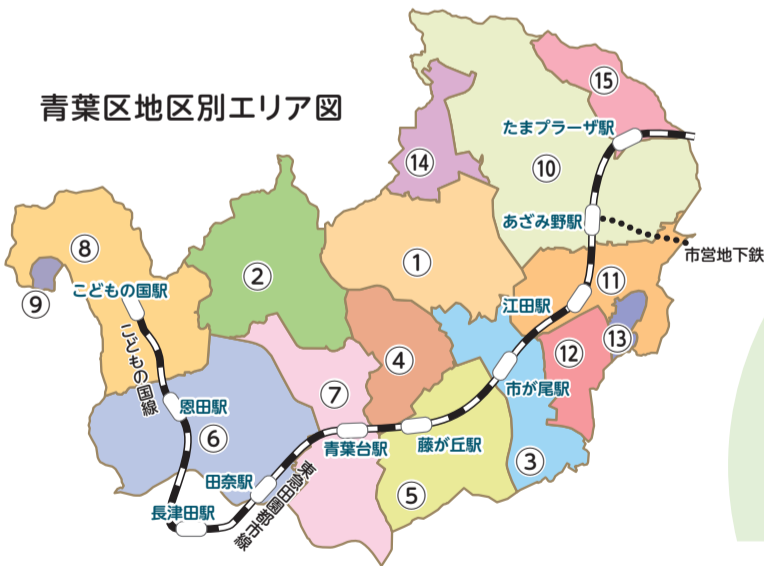 青葉区地区別エリア図
⑮
たまプラーザ駅
⑭
⑩
あざみ野駅
市営地下鉄
⑧
②
①
⑪
⑨
こどもの国駅
江田駅
こどもの国線
④
⑬
⑫
⑦
市が尾駅
恩田駅
⑥
青葉台駅
藤が丘駅
③
田奈駅
⑤
長津田駅
東急田園都市線